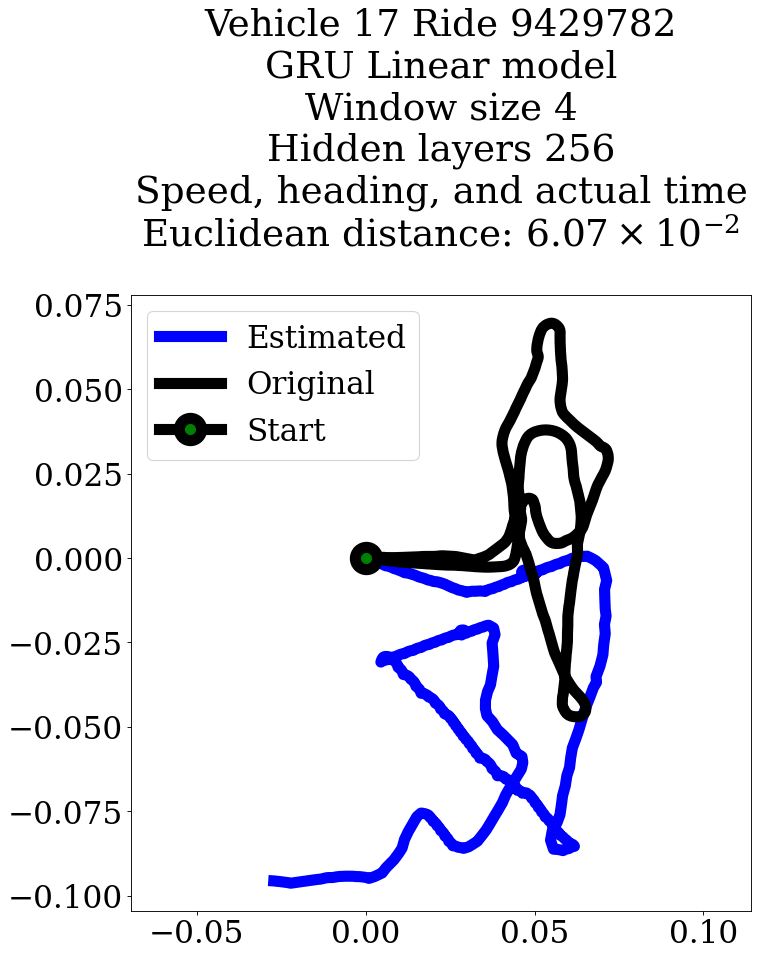 Vehicle 17 Ride 9429782
GRU Linear model
Window size 4
Hidden layers 256
Speed, heading, and actual time
Euclidean distance: 6.07 × 10⁻²
Estimated
Original
Start
0.075
0.050
0.025
0.000
−0.025
−0.050
−0.075
−0.100
−0.05 0.00 0.05 0.10